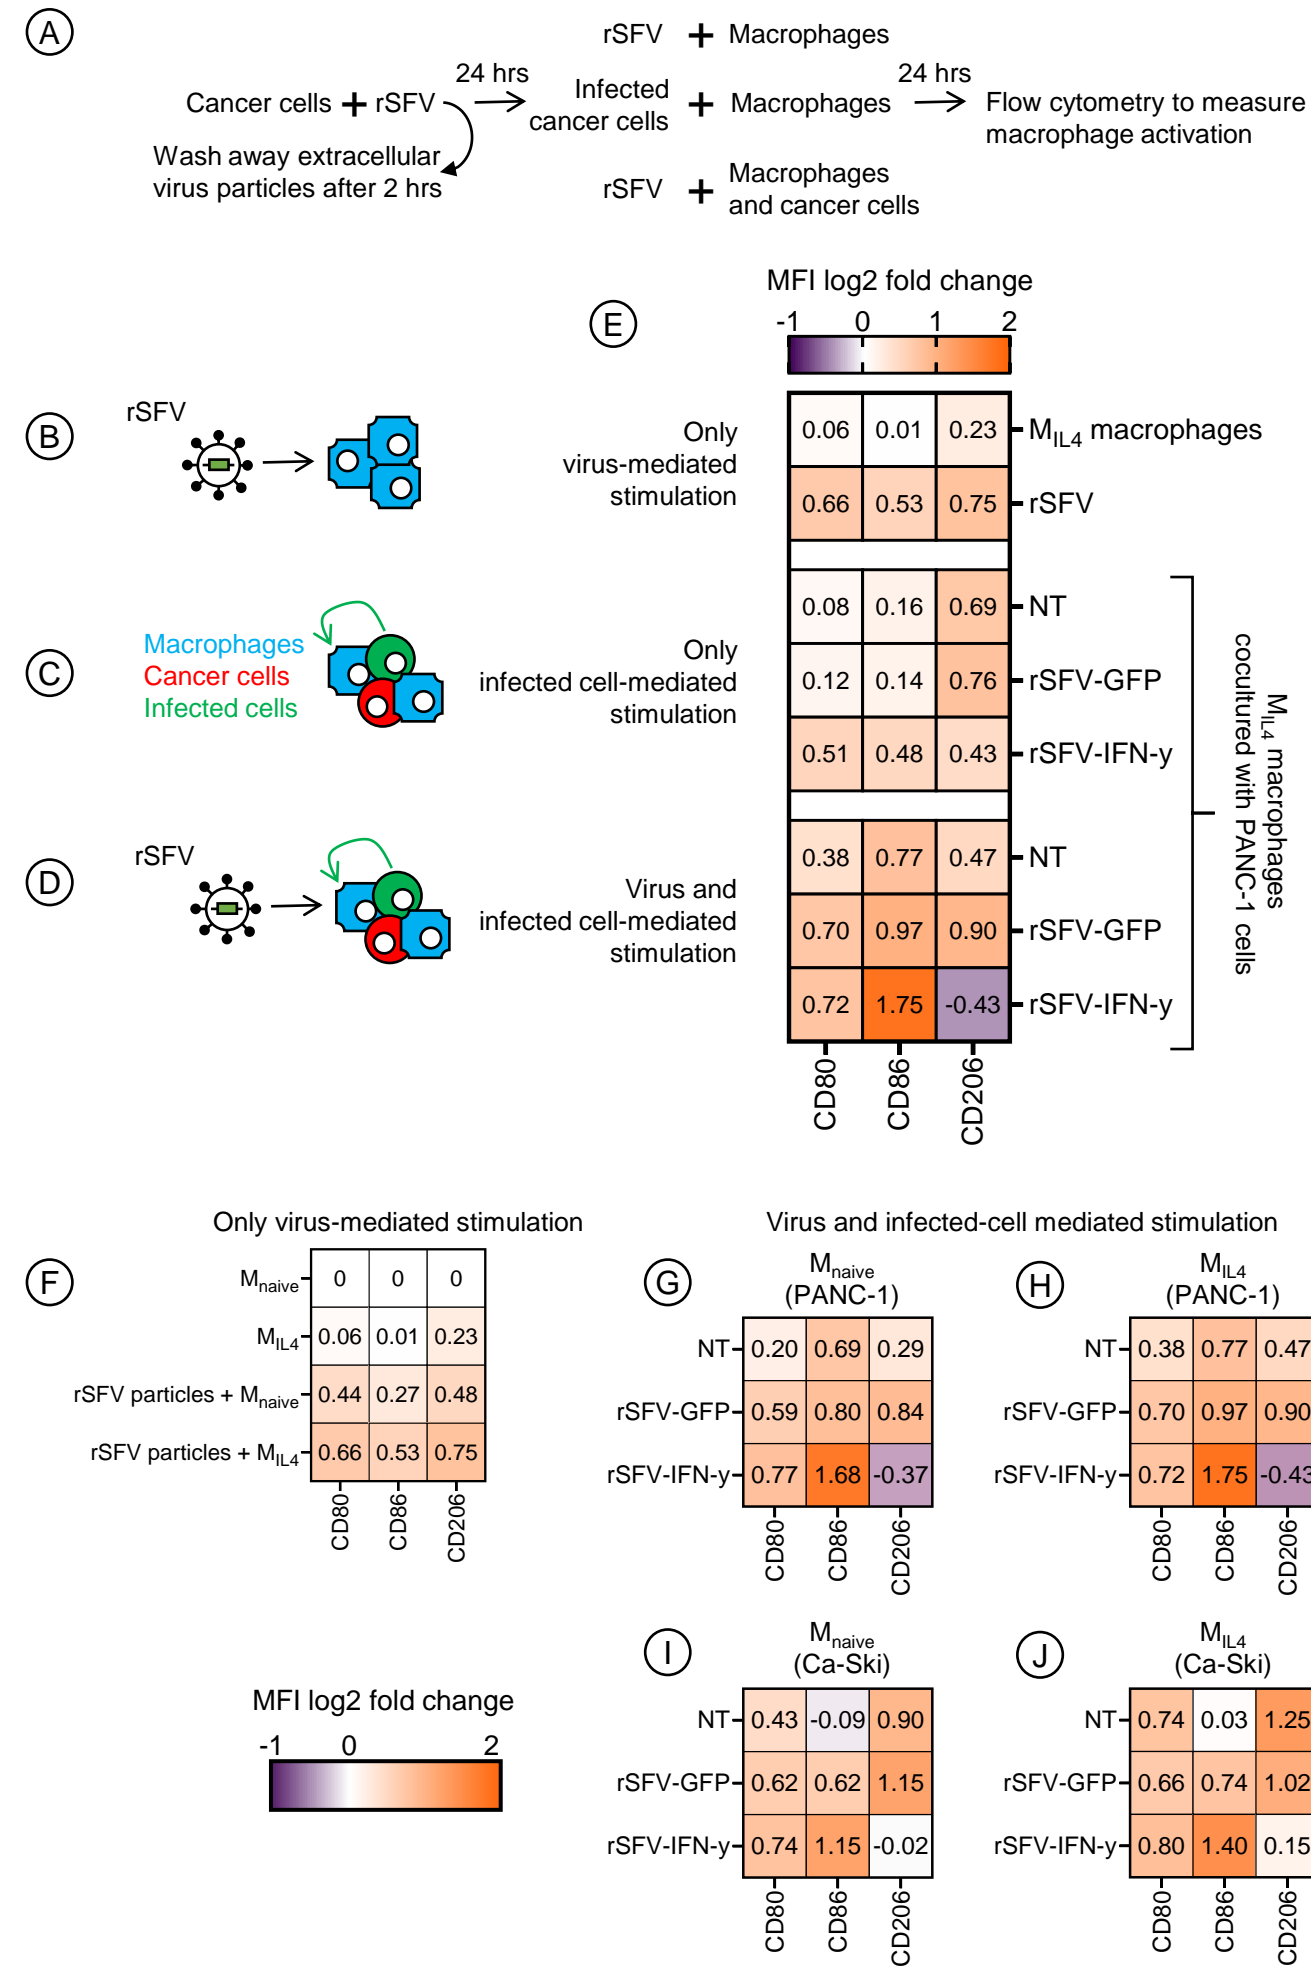 A
rSFV + Macrophages
24 hrs
24 hrs
Cancer cells + rSFV
Infected
cancer cells
+ Macrophages
Flow cytometry to measure
macrophage activation
Wash away extracellular
virus particles after 2 hrs
rSFV + Macrophages
and cancer cells
E
MFI log2 fold change
-1 0 1 2
B
rSFV
Only
virus-mediated
stimulation
0.06 0.01 0.23 MIL4 macrophages
0.66 0.53 0.75 rSFV
C
Macrophages
Cancer cells
Infected cells
Only
infected cell-mediated
stimulation
0.08 0.16 0.69 NT
0.12 0.14 0.76 rSFV-GFP
0.51 0.48 0.43 rSFV-IFN-y
D
rSFV
Virus and
infected cell-mediated
stimulation
0.38 0.77 0.47 NT
0.70 0.97 0.90 rSFV-GFP
0.72 1.75 -0.43 rSFV-IFN-y
CD80 CD86 CD206
MIL4 macrophages
cocultured with PANC-1 cells
Only virus-mediated stimulation
F
Mnaive 0 0 0
MIL4 0.06 0.01 0.23
rSFV particles + Mnaive 0.44 0.27 0.48
rSFV particles + MIL4 0.66 0.53 0.75
CD80 CD86 CD206
Virus and infected-cell mediated stimulation
G
Mnaive
(PANC-1)
NT 0.20 0.69 0.29
rSFV-GFP 0.59 0.80 0.84
rSFV-IFN-y 0.77 1.68 -0.37
CD80 CD86 CD206
H
MIL4
(PANC-1)
NT 0.38 0.77 0.47
rSFV-GFP 0.70 0.97 0.90
rSFV-IFN-y 0.72 1.75 -0.43
CD80 CD86 CD206
MFI log2 fold change
-1 0 2
I
Mnaive
(Ca-Ski)
NT 0.43 -0.09 0.90
rSFV-GFP 0.62 0.62 1.15
rSFV-IFN-y 0.74 1.15 -0.02
CD80 CD86 CD206
J
MIL4
(Ca-Ski)
NT 0.74 0.03 1.25
rSFV-GFP 0.66 0.74 1.02
rSFV-IFN-y 0.80 1.40 0.15
CD80 CD86 CD206